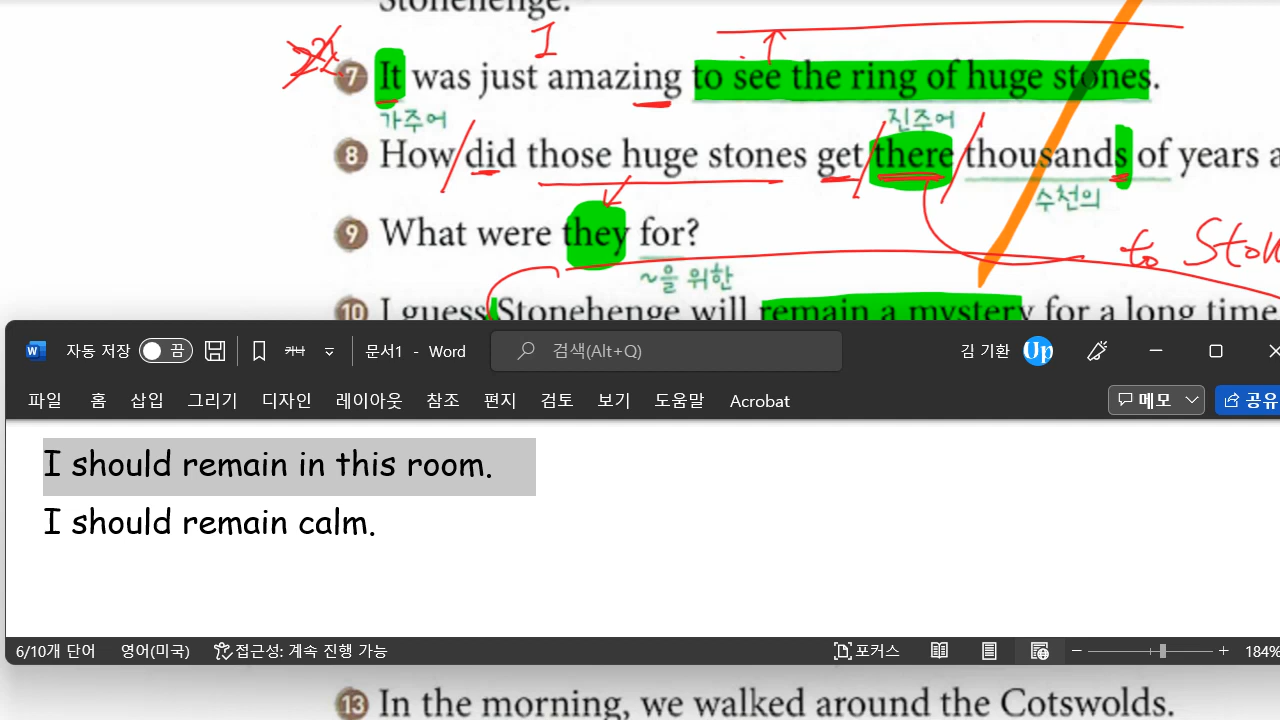 Stonehenge.
I
7 It was just amazing to see the ring of huge stones.
가주어 진주어
8 How did those huge stones get there thousands of years a
수천의
9 What were they for?
to Ston
~을 위한
10 I guess Stonehenge will remain a mystery for a long time
자동 저장 끔 문서1 - Word 검색(Alt+Q) 김 기환 Up
파일 홈 삽입 그리기 디자인 레이아웃 참조 편지 검토 보기 도움말 Acrobat 메모 공유
I should remain in this room.
I should remain calm.
6/10개 단어 영어(미국) 접근성: 계속 진행 가능 포커스 184%
13 In the morning, we walked around the Cotswolds.